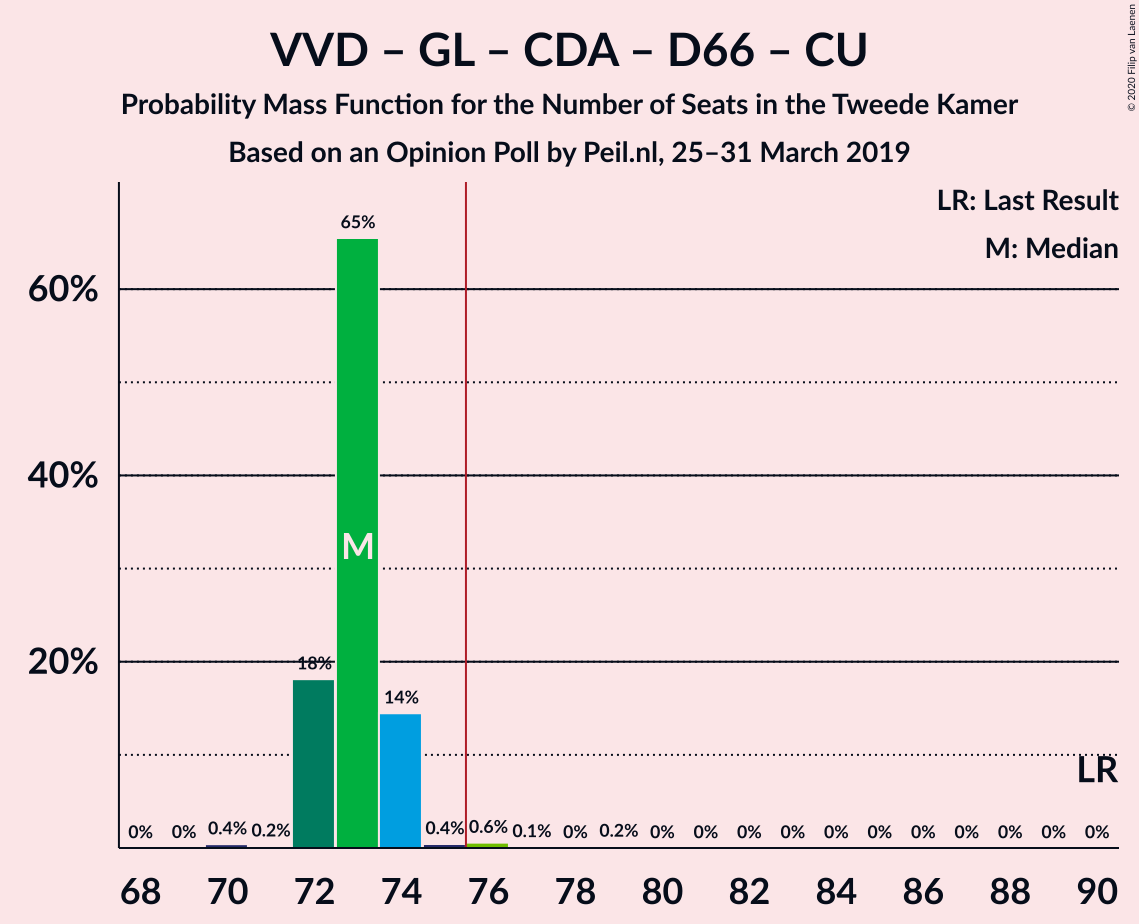 VVD – GL – CDA – D66 – CU
Probability Mass Function for the Number of Seats in the Tweede Kamer
Based on an Opinion Poll by Peil.nl, 25–31 March 2019
© 2020 Filip van Laenen
LR: Last Result
M: Median
65%
60%
40%
M
20%
18%
14%
LR
0% 0% 0.4% 0.2% 0.4% 0.6% 0.1% 0% 0.2% 0% 0% 0% 0% 0% 0% 0% 0% 0% 0% 0%
68 70 72 74 76 78 80 82 84 86 88 90